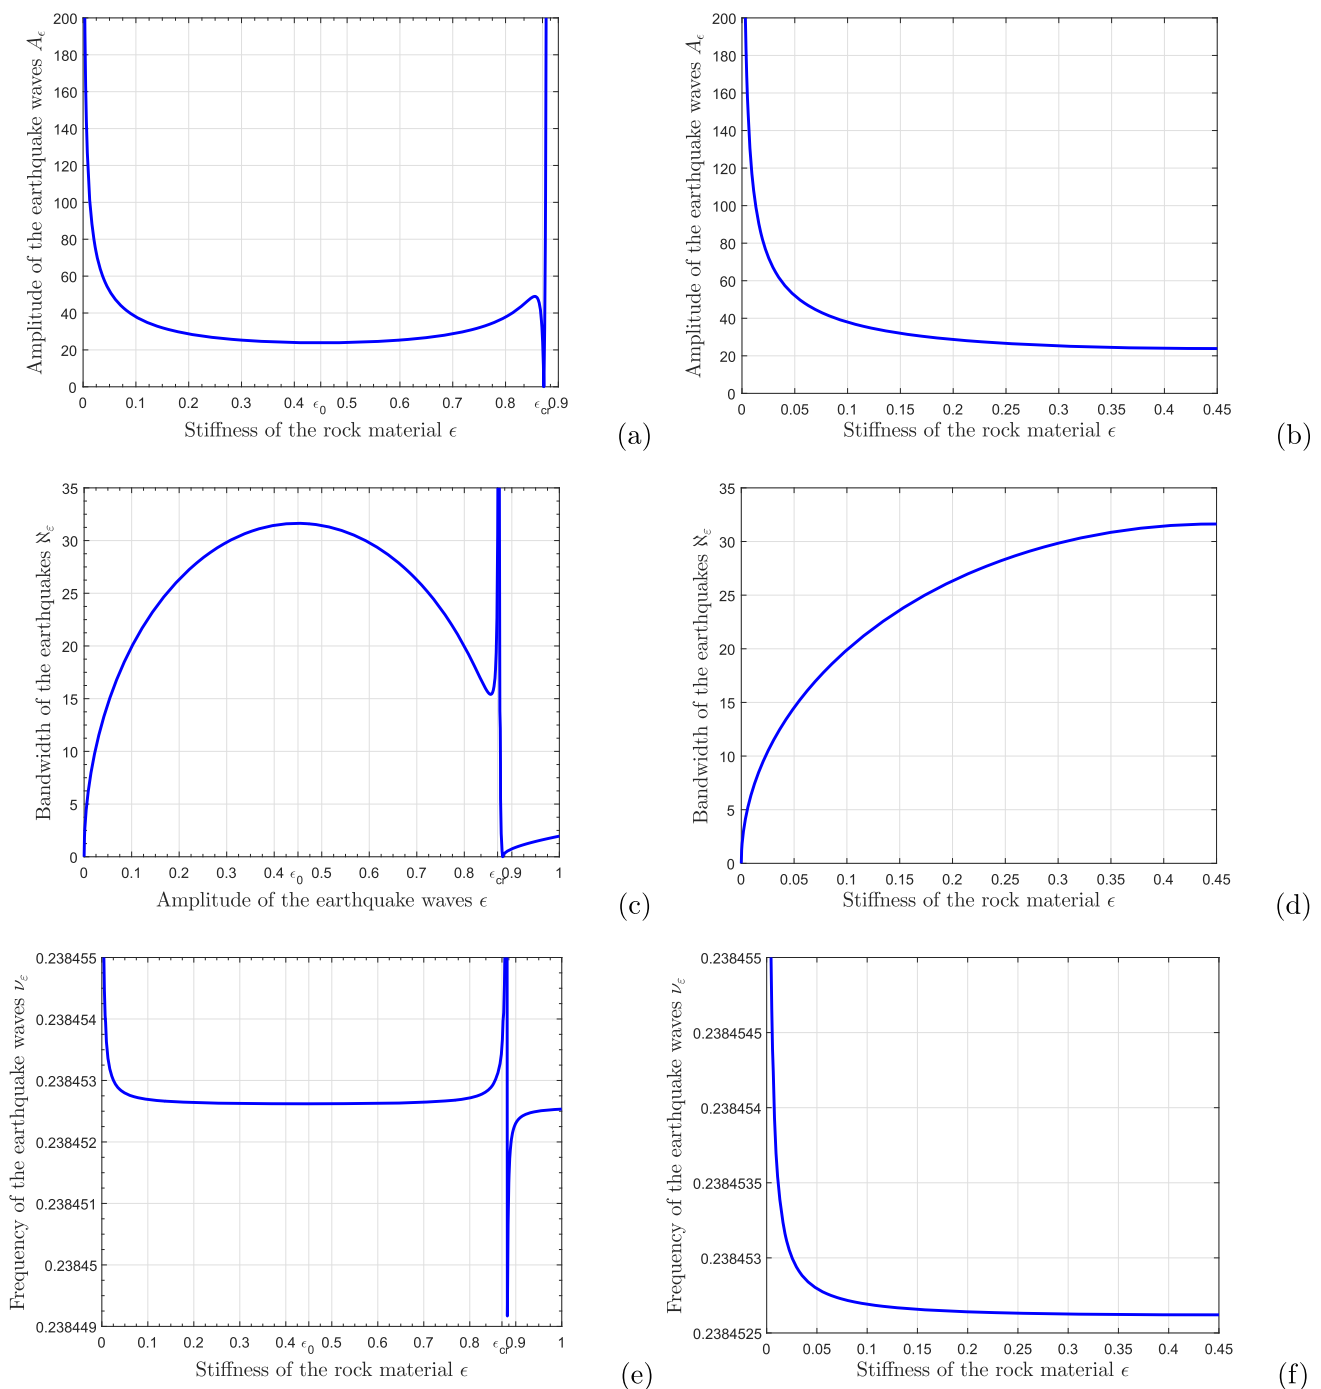 Amplitude of the earthquake waves Aϵ
200
180
160
140
120
100
80
60
40
20
0
0 0.1 0.2 0.3 0.4 ϵ0 0.5 0.6 0.7 0.8 ϵcr 0.9
Stiffness of the rock material ϵ
(a)
Amplitude of the earthquake waves Aϵ
200
180
160
140
120
100
80
60
40
20
0
0 0.05 0.1 0.15 0.2 0.25 0.3 0.35 0.4 0.45
Stiffness of the rock material ϵ
(b)
Bandwidth of the earthquakes ℵε
35
30
25
20
15
10
5
0
0 0.1 0.2 0.3 0.4 ϵ0 0.5 0.6 0.7 0.8 ϵcr 0.9 1
Amplitude of the earthquake waves ϵ
(c)
Bandwidth of the earthquakes ℵε
35
30
25
20
15
10
5
0
0 0.05 0.1 0.15 0.2 0.25 0.3 0.35 0.4 0.45
Stiffness of the rock material ϵ
(d)
Frequency of the earthquake waves νε
0.238455
0.238454
0.238453
0.238452
0.238451
0.23845
0.238449
0 0.1 0.2 0.3 0.4 ϵ0 0.5 0.6 0.7 0.8 ϵcr 0.9 1
Stiffness of the rock material ϵ
(e)
Frequency of the earthquake waves νε
0.238455
0.2384545
0.238454
0.2384535
0.238453
0.2384525
0 0.05 0.1 0.15 0.2 0.25 0.3 0.35 0.4 0.45
Stiffness of the rock material ϵ
(f)